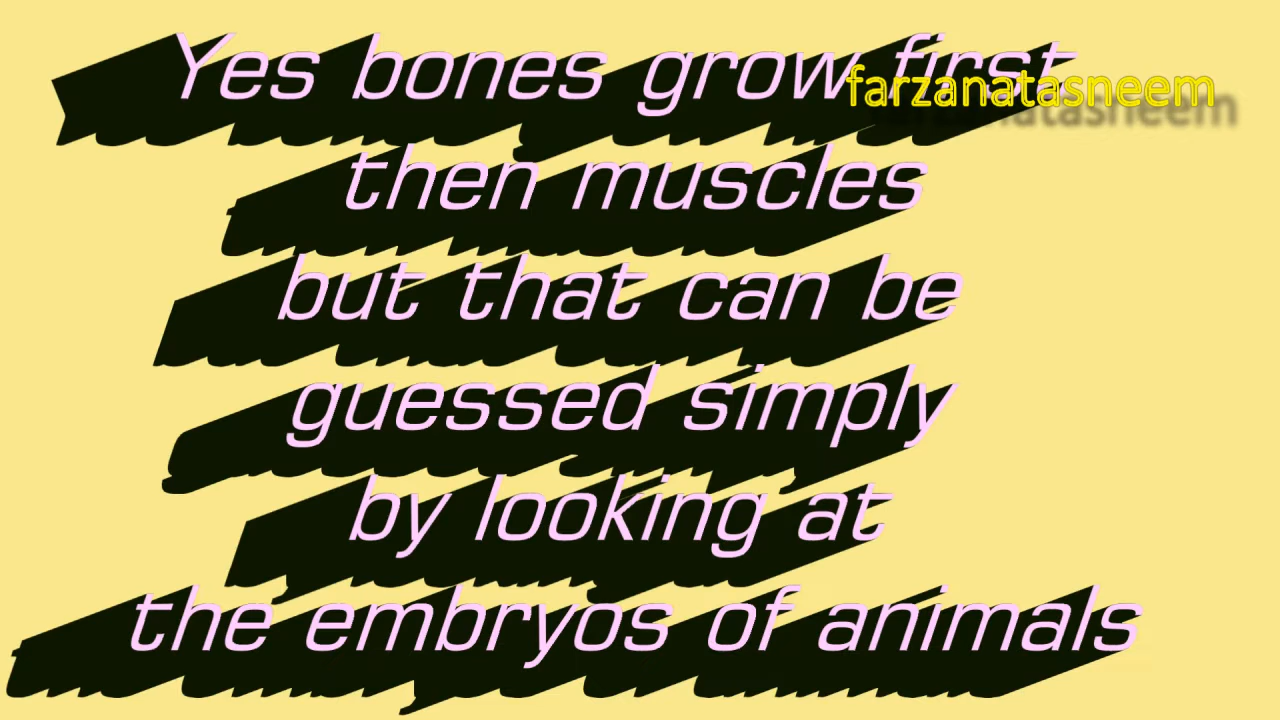 Yes bones grow first
farzanatasneem
then muscles
but that can be
guessed simply
by looking at
the embryos of animals